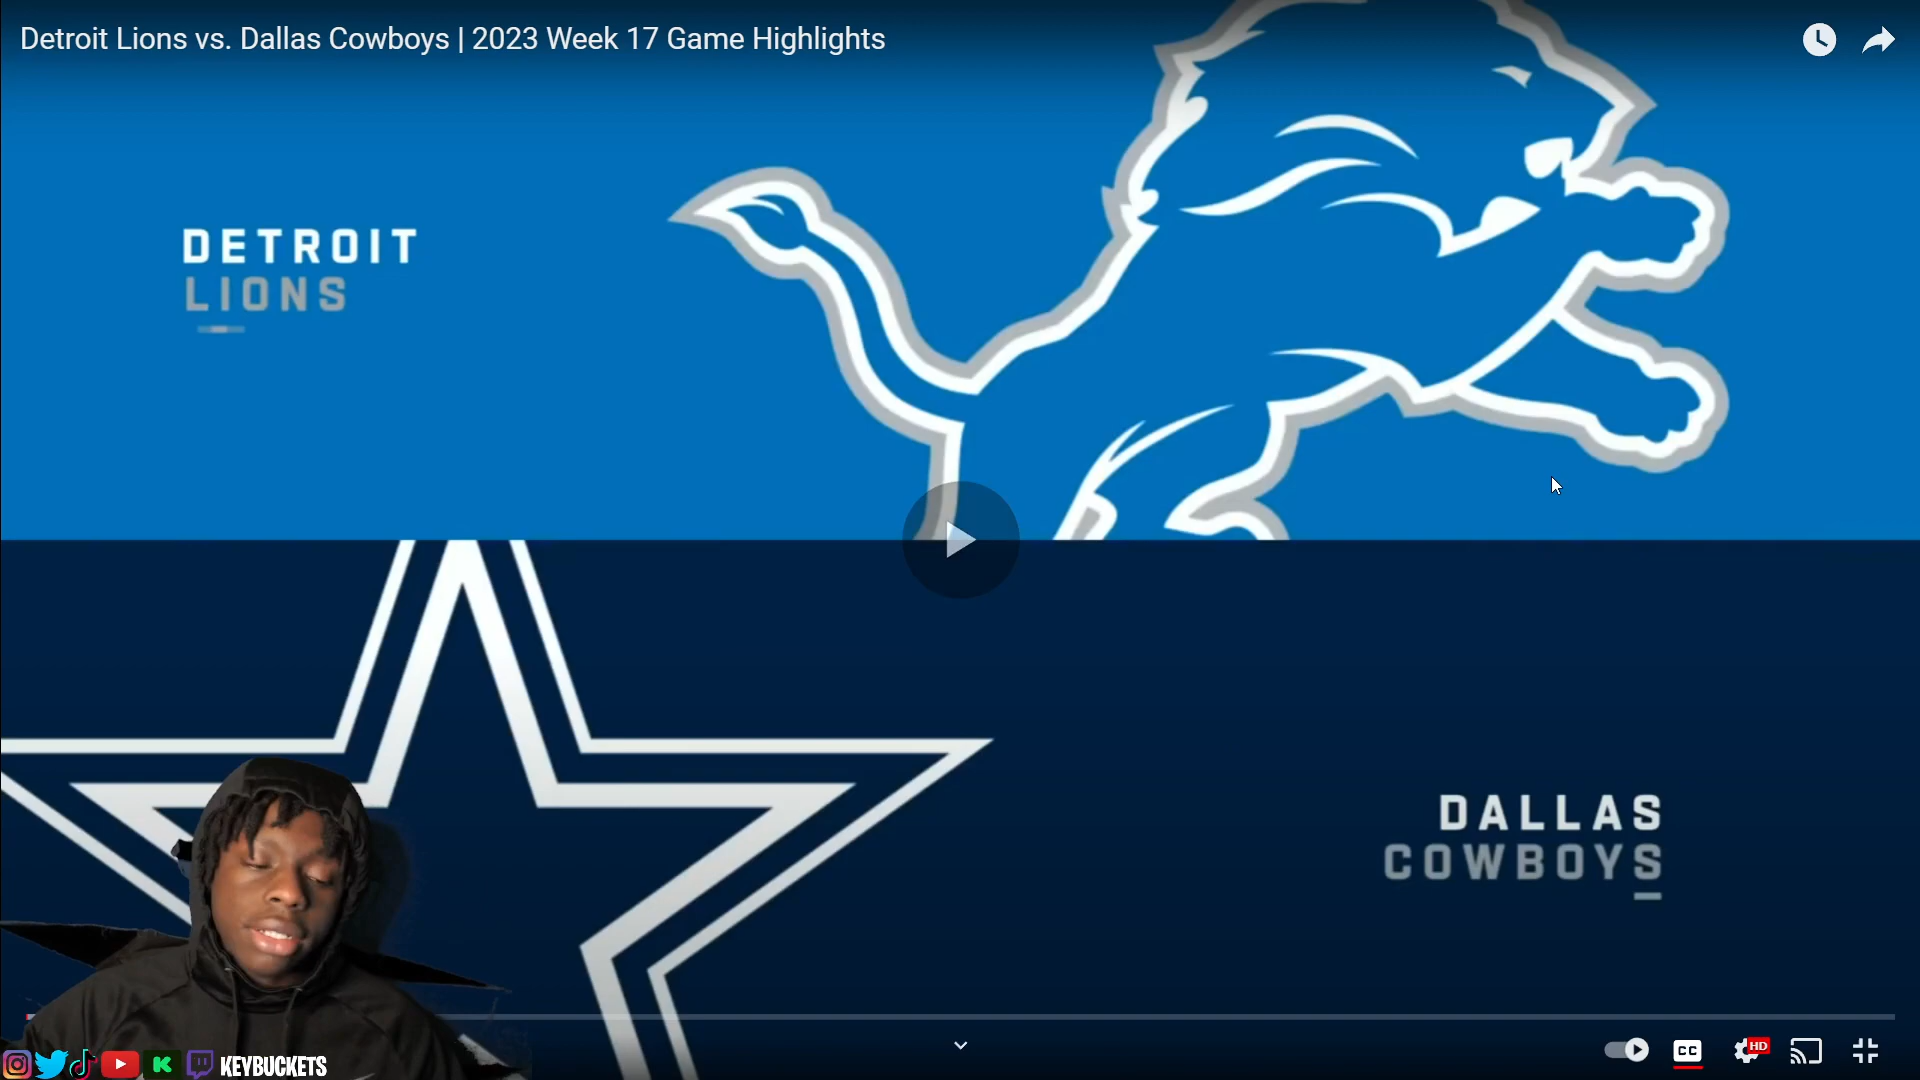 Detroit Lions vs. Dallas Cowboys | 2023 Week 17 Game Highlights
DETROIT
LIONS
DALLAS
COWBOYS
CC
HD
KEYBUCKETS